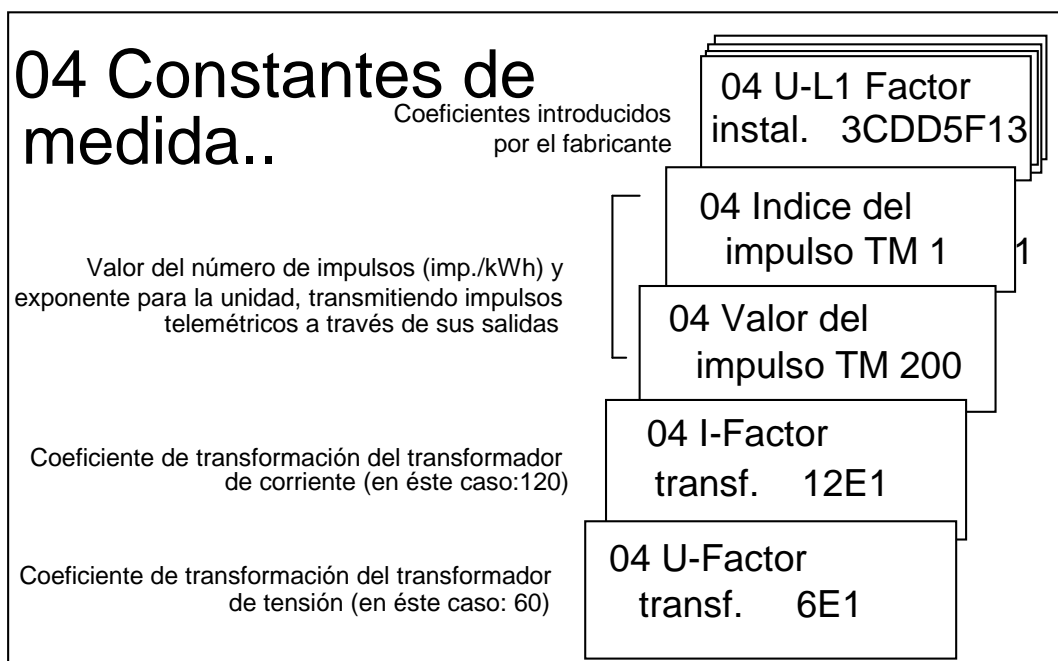 04 Constantes de
medida..
Coeficientes introducidos
por el fabricante
04 U-L1 Factor
instal. 3CDD5F13
04 Indice del
impulso TM 1 1
Valor del número de impulsos (imp./kWh) y
exponente para la unidad, transmitiendo impulsos
telemétricos a través de sus salidas
04 Valor del
impulso TM 200
Coeficiente de transformación del transformador
de corriente (en éste caso:120)
04 I-Factor
transf. 12E1
Coeficiente de transformación del transformador
de tensión (en éste caso: 60)
04 U-Factor
transf. 6E1